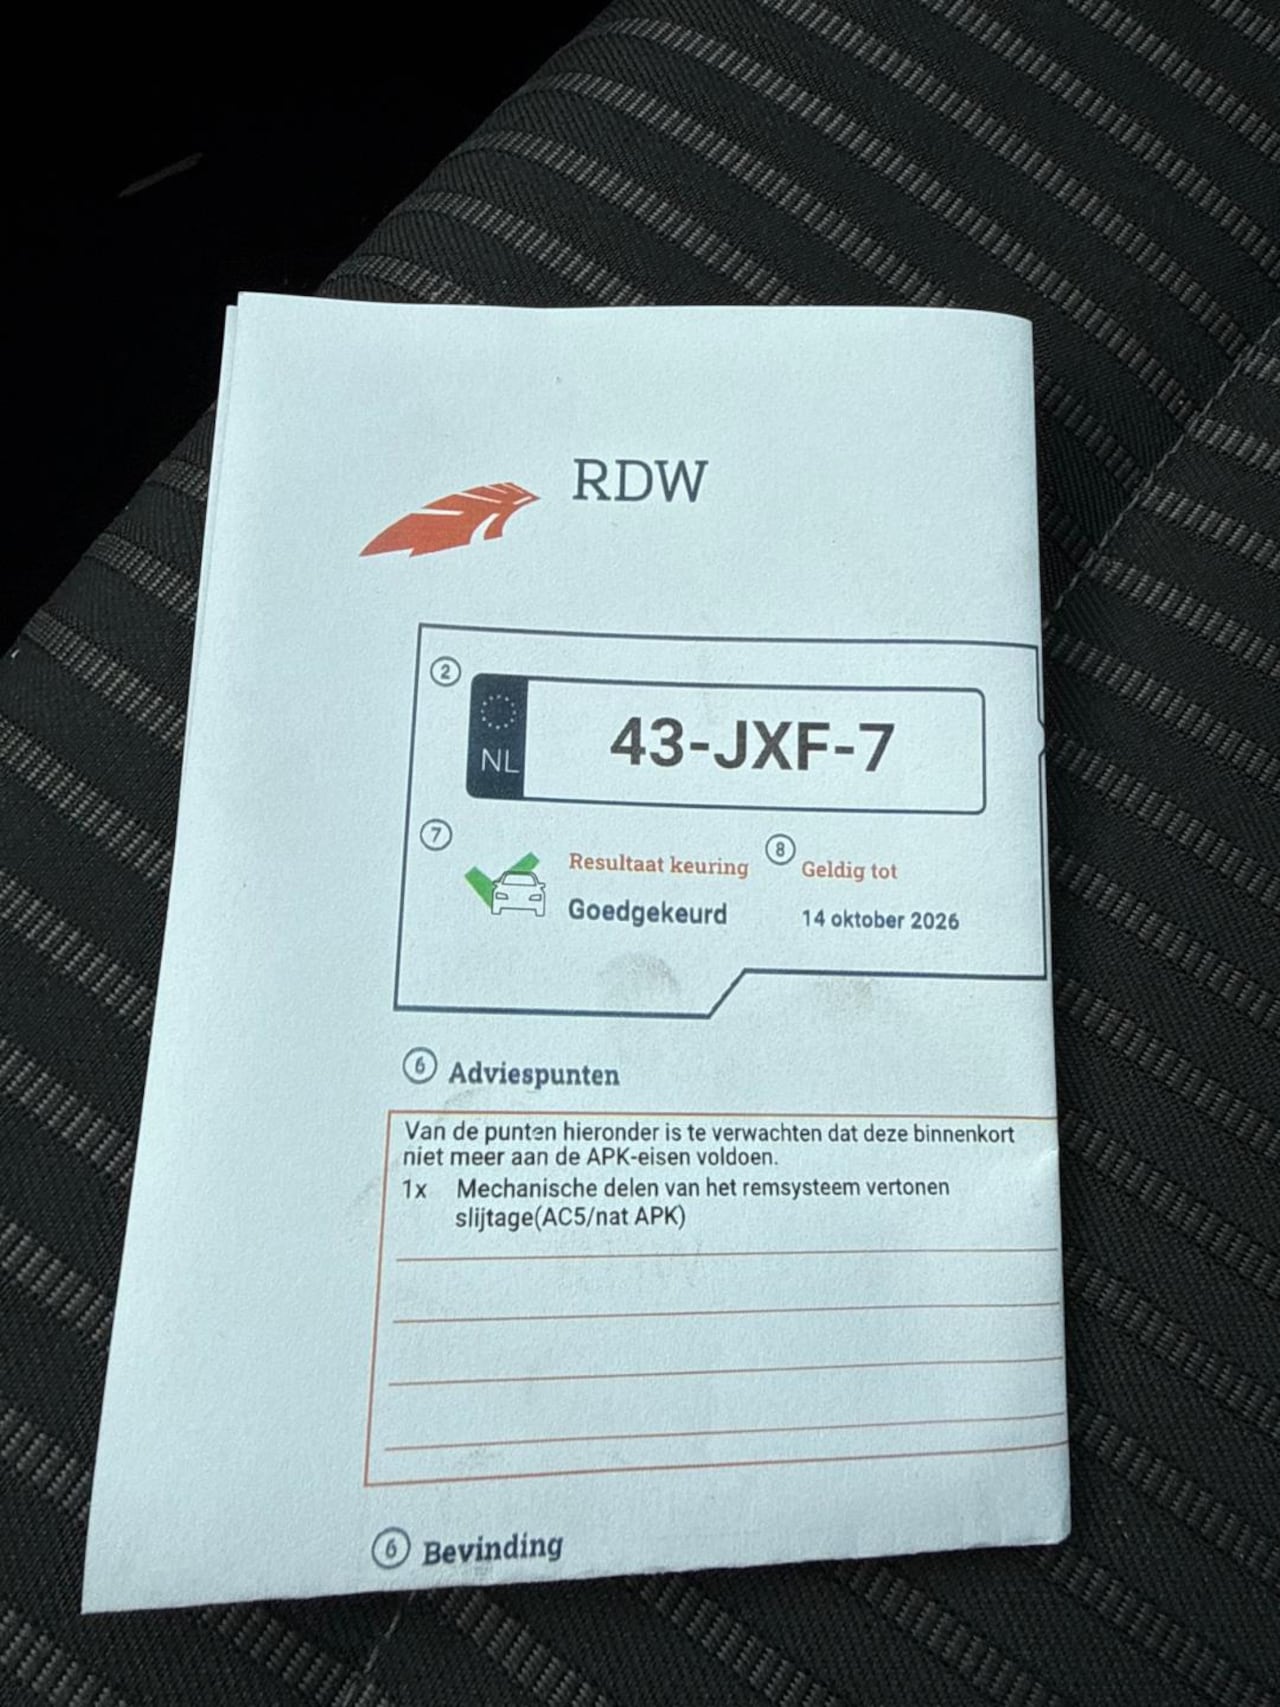 RDW
2
NL 43-JXF-7
7 Resultaat keuring 8 Geldig tot
Goedgekeurd 14 oktober 2026
6 Adviespunten
Van de punten hieronder is te verwachten dat deze binnenkort
niet meer aan de APK-eisen voldoen.
1x Mechanische delen van het remsysteem vertonen
slijtage(AC5/nat APK)
6 Bevinding